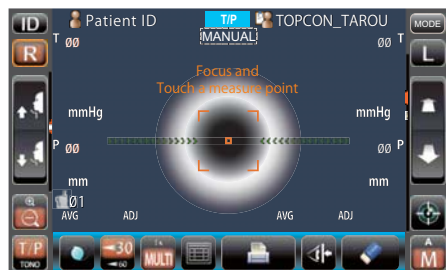 ID
Patient ID
T/P
TOPCON_TAROU
MODE
T
00
MANUAL
00
T
R
L
Focus and
Touch a measure point
mmHg
mmHg
P
00
00
P
mm
mm
01
AVG
ADJ
AVG
ADJ
T/P
TONO
30
60
MULTI
A
M